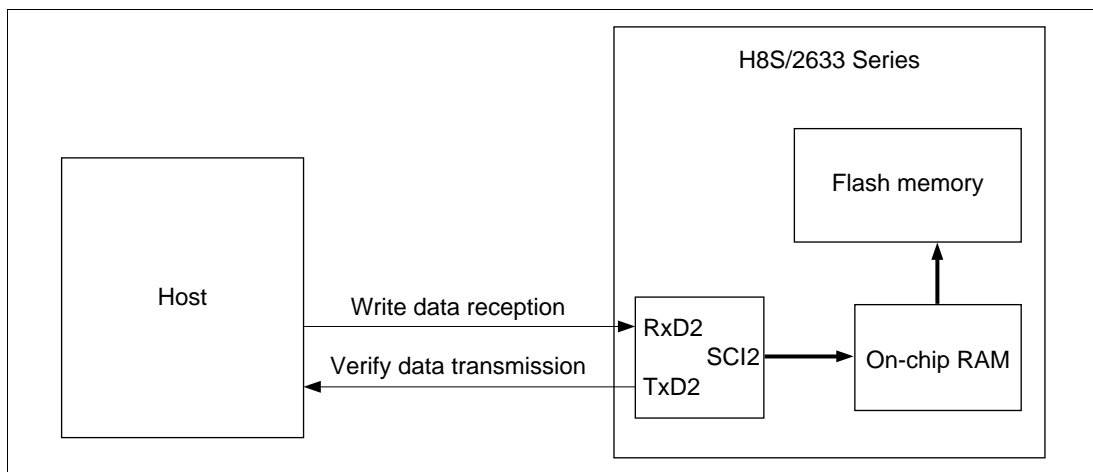 H8S/2633 Series
Flash memory
Host
Write data reception
RxD2
SCI2
On-chip RAM
Verify data transmission
TxD2